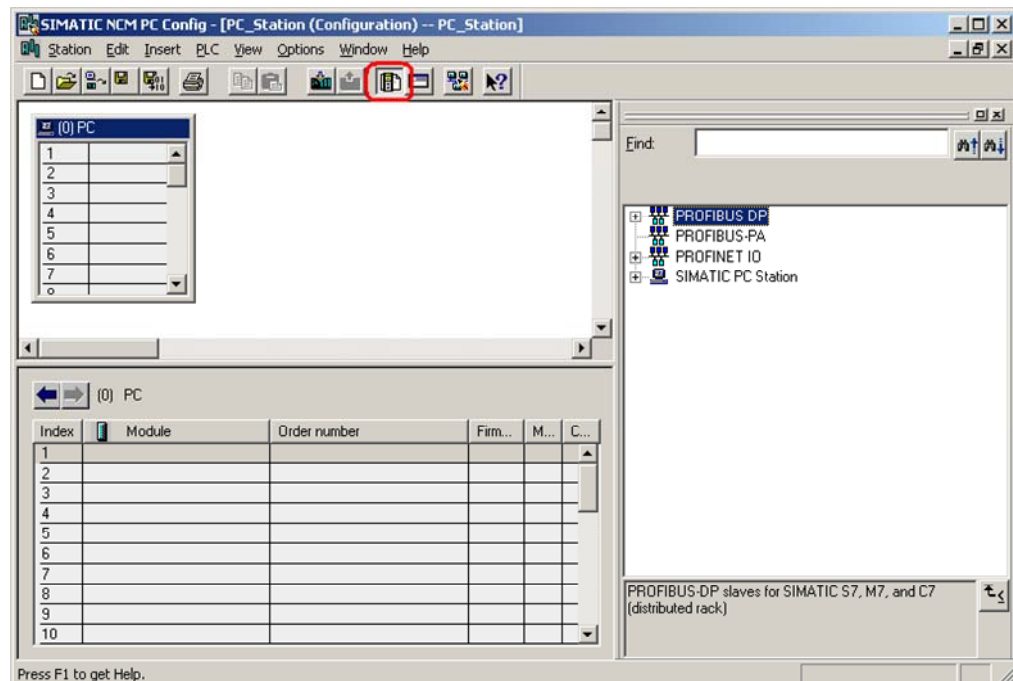 SIMATIC NCM PC Config - [PC_Station (Configuration) -- PC_Station]
Station Edit Insert PLC View Options Window Help
(0) PC
1
2
3
4
5
6
7
Find:
PROFIBUS DP
PROFIBUS-PA
PROFINET IO
SIMATIC PC Station
(0) PC
Index Module Order number Firm... M... C...
1
2
3
4
5
6
7
8
9
10
PROFIBUS-DP slaves for SIMATIC S7, M7, and C7
(distributed rack)
Press F1 to get Help.